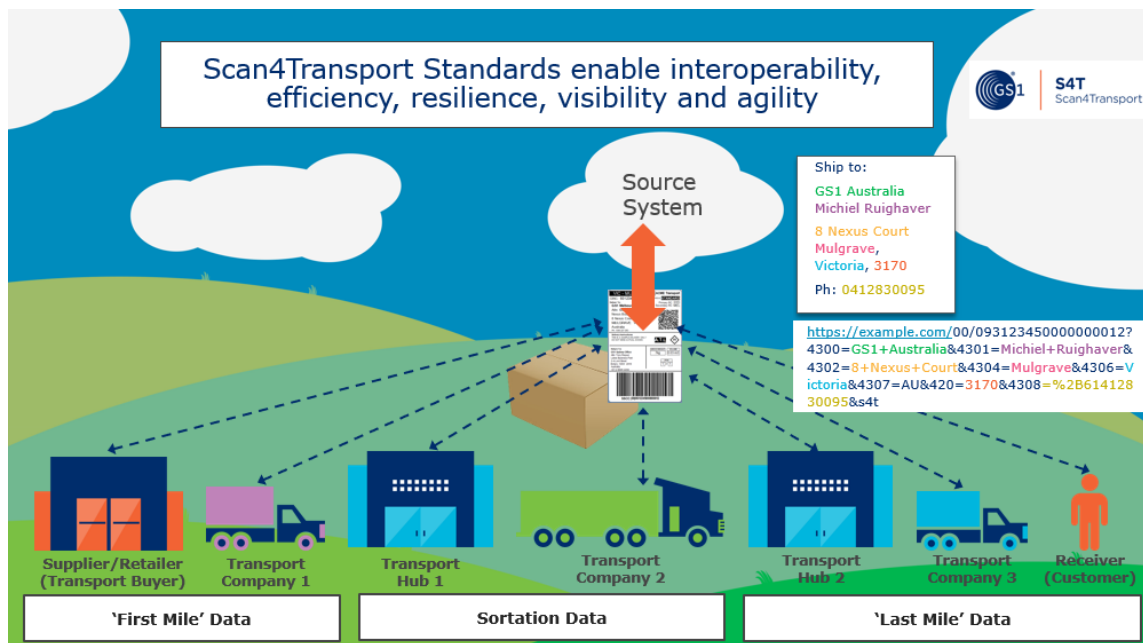 Scan4Transport Standards enable interoperability,
efficiency, resilience, visibility and agility
GS1
S4T
Scan4Transport
Source
System
Ship to:
GS1 Australia
Michiel Ruighaver
8 Nexus Court
Mulgrave,
Victoria, 3170
Ph: 0412830095
https://example.com/00/093123450000000012?
4300=GS1+Australia&4301=Michiel+Ruighaver&
4302=8+Nexus+Court&4304=Mulgrave&4306=V
ictoria&4307=AU&420=3170&4308=%2B614128
30095&s4t
Supplier/Retailer
(Transport Buyer)
Transport
Company 1
Transport
Hub 1
Transport
Company 2
Transport
Hub 2
Transport
Company 3
Receiver
(Customer)
‘First Mile’ Data
Sortation Data
‘Last Mile’ Data